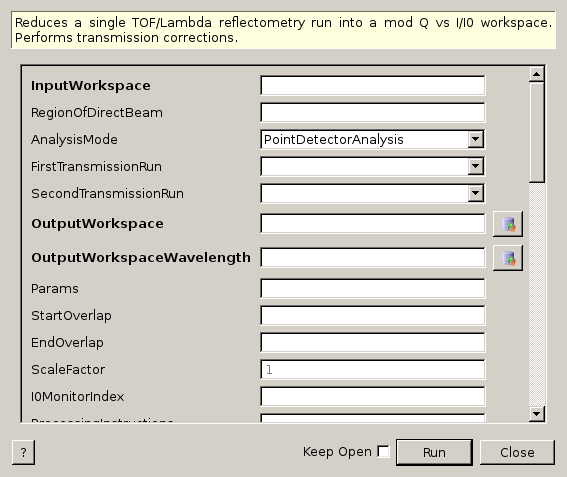 Reduces a single TOF/Lambda reflectometry run into a mod Q vs I/I0 workspace.
Performs transmission corrections.
InputWorkspace
RegionOfDirectBeam
AnalysisMode PointDetectorAnalysis
FirstTransmissionRun
SecondTransmissionRun
OutputWorkspace
OutputWorkspaceWavelength
Params
StartOverlap
EndOverlap
ScaleFactor 1
I0MonitorIndex
ProcessingInstructions
? Keep Open Run Close